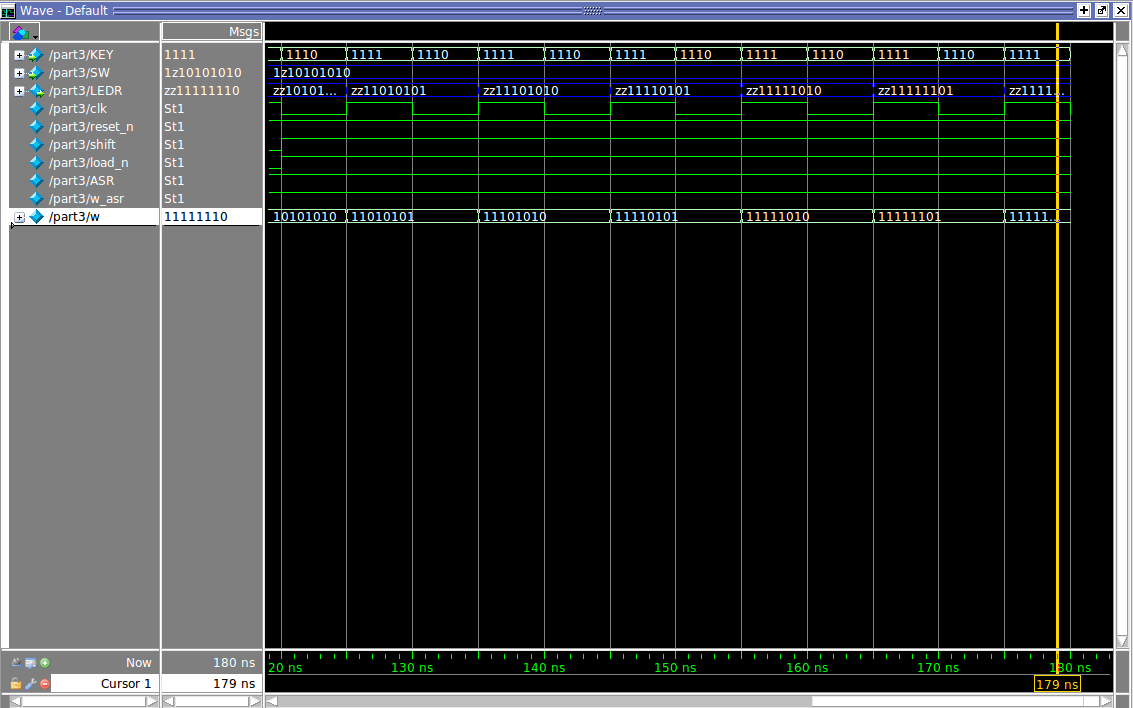 Wave - Default
Msgs
/part3/KEY 1111 1110 1111 1110 1111 1110 1111 1110 1111 1110 1111 1110 1111
/part3/SW 1z10101010 1z10101010
/part3/LEDR zz11111110 zz10101... zz11010101 zz11101010 zz11110101 zz11111010 zz11111101 zz1111...
/part3/clk St1
/part3/reset_n St1
/part3/shift St1
/part3/load_n St1
/part3/ASR St1
/part3/w_asr St1
/part3/w 11111110 10101010 11010101 11101010 11110101 11111010 11111101 11111...
Now 180 ns 20 ns 130 ns 140 ns 150 ns 160 ns 170 ns 180 ns
Cursor 1 179 ns 179 ns